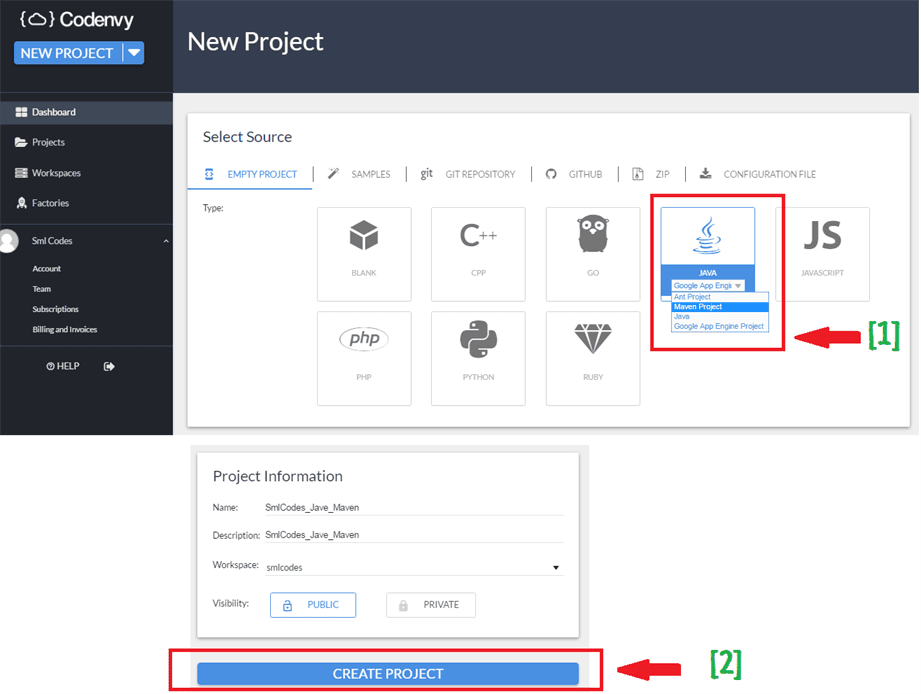 { } Codenvy
NEW PROJECT
New Project
Dashboard
Projects
Workspaces
Factories
Sml Codes
Account
Team
Subscriptions
Billing and Invoices
HELP
Select Source
EMPTY PROJECT
SAMPLES
git GIT REPOSITORY
GITHUB
ZIP
CONFIGURATION FILE
Type:
BLANK
C++
CPP
GO
JAVA
Google App Engi
Ant Project
Maven Project
Java
Google App Engine Project
JS
JAVASCRIPT
[1]
php
PHP
PYTHON
RUBY
Project Information
Name: SmlCodes_Jave_Maven
Description: SmlCodes_Jave_Maven
Workspace: smlcodes
Visibility: PUBLIC PRIVATE
CREATE PROJECT
[2]